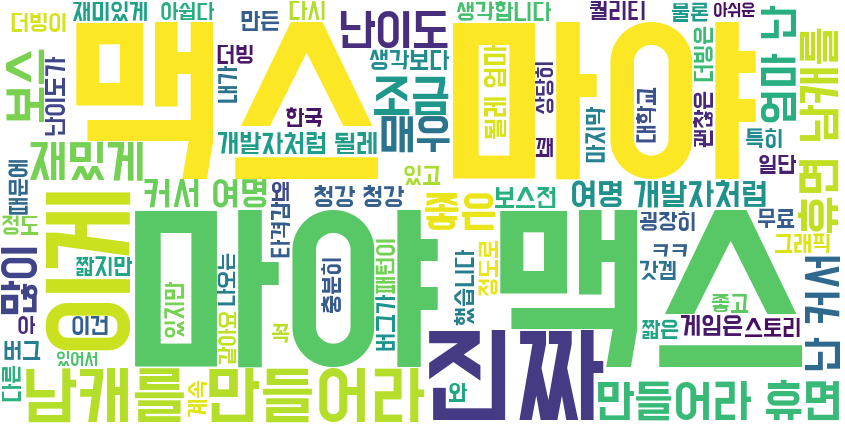 더빙이 재미있게 아쉽다 만든 다시 난이도 생각합니다 퀄리티 물론 아쉬운
보스 난이도가 맥스 마야 더빙 내가 생각보다 조금 될레 엄마 상당히 더빙은 엄마 난 남캐를
한국 매우 꽤 마지막 대학교 괜찮은 특히
재밌게 개발자처럼 될레 일단
때문에 이게 커서 여명 청강 청강 있고 좋은 보스전 여명 개발자처럼 휴면
정도 타격감 마야 맥스 굉장히 무료
많이 짧지만 나오는 충분히 패턴이 했습니다 정도로 ㅋㅋ 갓겜 그래픽
아 이건 있지만 같아요 꼭 버그가 좋고 커서 난
버그 있어서 진짜 짧은 게임은 스토리
다른 남캐를 계속 만들어라 와 만들어라 휴면